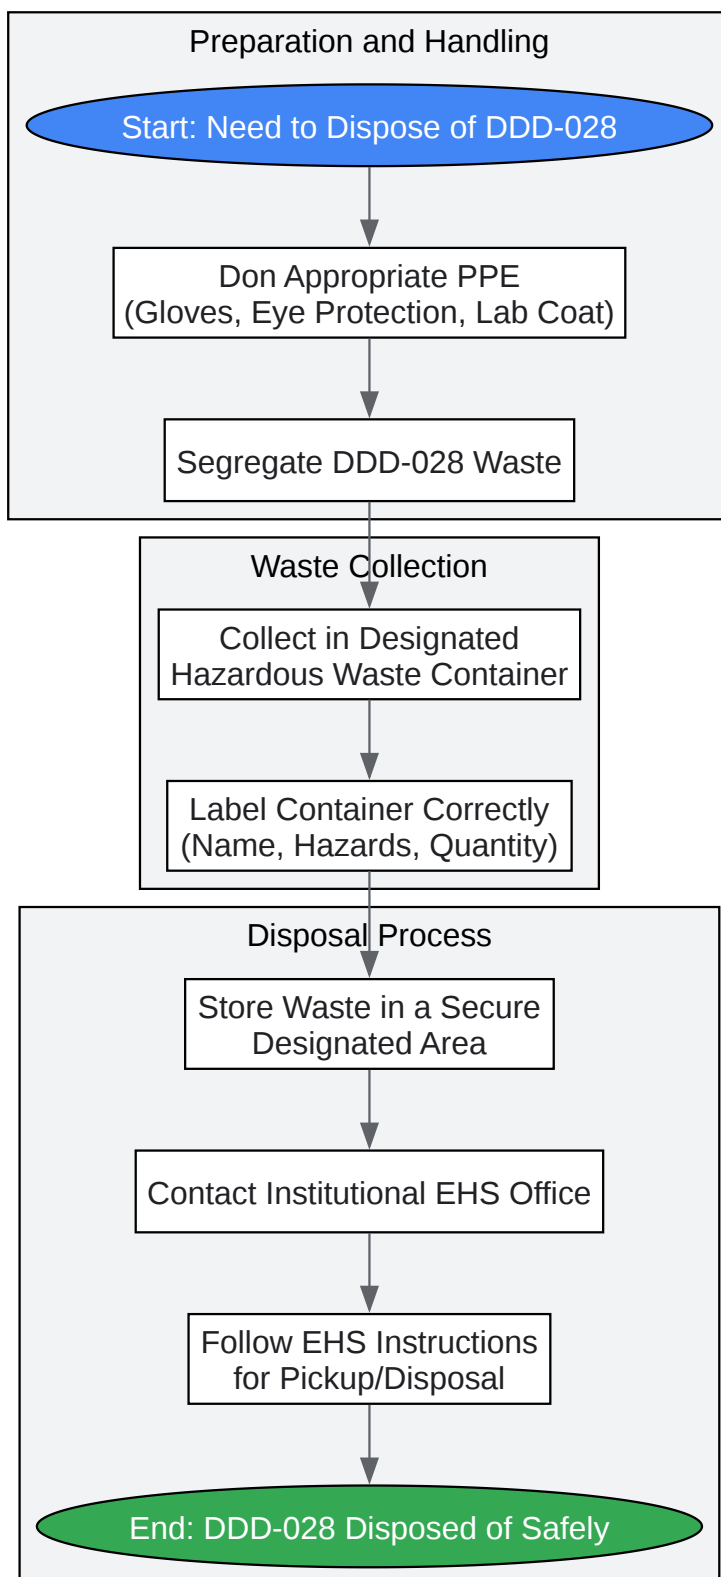 Preparation and Handling
Start: Need to Dispose of DDD-028
Don Appropriate PPE
(Gloves, Eye Protection, Lab Coat)
Segregate DDD-028 Waste
Waste Collection
Collect in Designated
Hazardous Waste Container
Label Container Correctly
(Name, Hazards, Quantity)
Disposal Process
Store Waste in a Secure
Designated Area
Contact Institutional EHS Office
Follow EHS Instructions
for Pickup/Disposal
End: DDD-028 Disposed of Safely